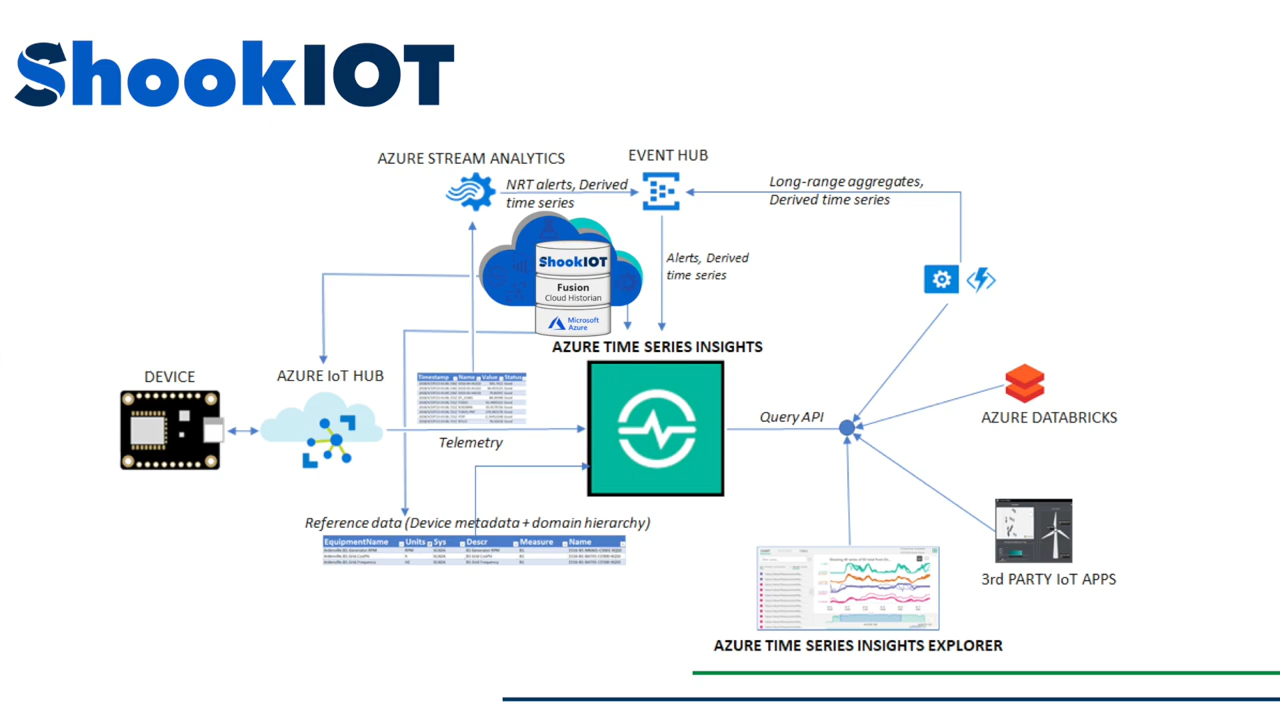 ShookIOT
AZURE STREAM ANALYTICS
EVENT HUB
NRT alerts, Derived
time series
Long-range aggregates,
Derived time series
ShookIOT
Fusion
Cloud Historian
Microsoft
Azure
Alerts, Derived
time series
AZURE TIME SERIES INSIGHTS
DEVICE
AZURE IoT HUB
Timestamp Name Value Status
Telemetry
Query API
AZURE DATABRICKS
Reference data (Device metadata + domain hierarchy)
EquipmentName Units Sys Descr Measure Name
3rd PARTY IoT APPS
AZURE TIME SERIES INSIGHTS EXPLORER